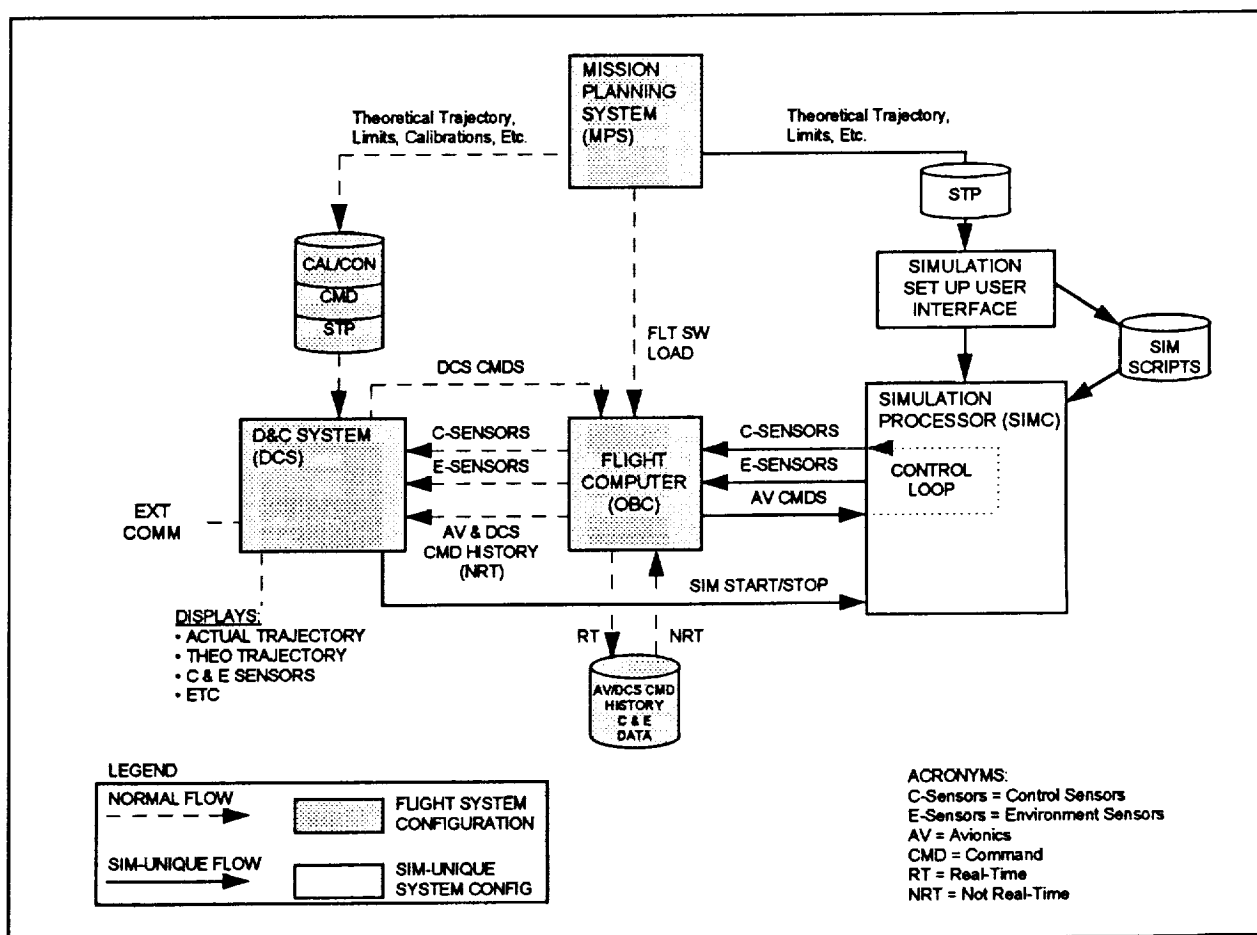 MISSION
PLANNING
SYSTEM
(MPS)
Theoretical Trajectory,
Limits, Calibrations, Etc.
Theoretical Trajectory,
Limits, Etc.
STP
CAL/CON
CMD
STP
SIMULATION
SET UP USER
INTERFACE
FLT SW
LOAD
SIM
SCRIPTS
DCS CMDS
D&C SYSTEM
(DCS)
C-SENSORS
E-SENSORS
AV & DCS
CMD HISTORY
(NRT)
FLIGHT
COMPUTER
(OBC)
C-SENSORS
E-SENSORS
AV CMDS
SIMULATION
PROCESSOR (SIMC)
CONTROL
LOOP
EXT
COMM
SIM START/STOP
DISPLAYS:
• ACTUAL TRAJECTORY
• THEO TRAJECTORY
• C & E SENSORS
• ETC
RT
NRT
AV/DCS CMD
HISTORY
C & E
DATA
LEGEND
NORMAL FLOW
FLIGHT SYSTEM
CONFIGURATION
SIM-UNIQUE FLOW
SIM-UNIQUE
SYSTEM CONFIG
ACRONYMS:
C-Sensors = Control Sensors
E-Sensors = Environment Sensors
AV = Avionics
CMD = Command
RT = Real-Time
NRT = Not Real-Time